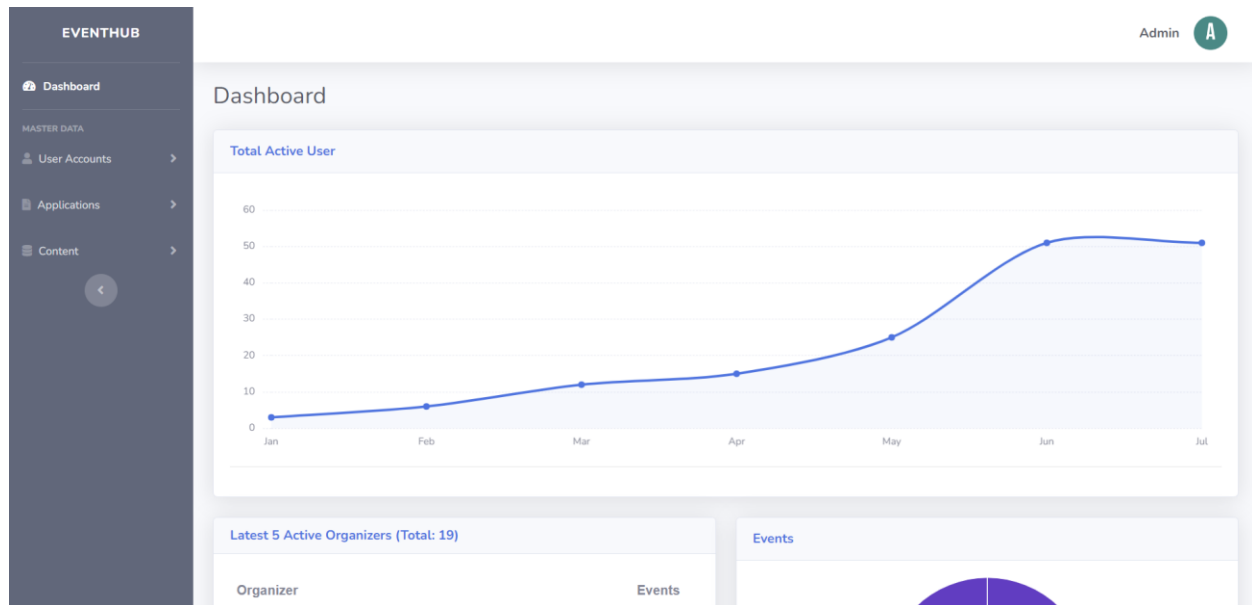 EVENTHUB
Admin
A
Dashboard
MASTER DATA
User Accounts
Applications
Content
Dashboard
Total Active User
60
50
40
30
20
10
0
Jan Feb Mar Apr May Jun Jul
Latest 5 Active Organizers (Total: 19)
Organizer Events
Events